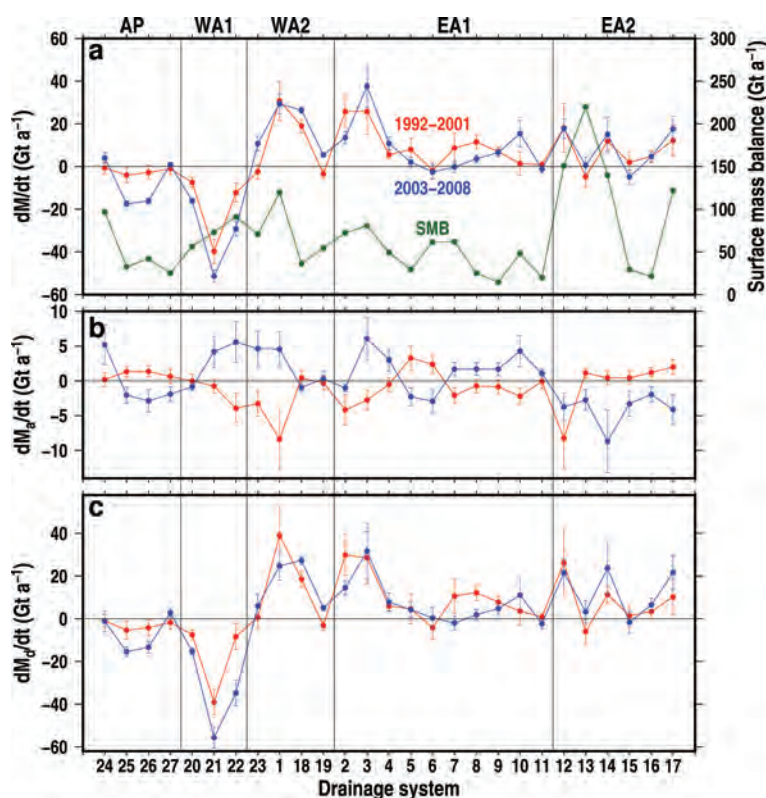 AP WA1 WA2 EA1 EA2
a
60
40
20
0
−20
−40
−60
dM/dt (Gt a⁻¹)
1992−2001
2003−2008
SMB
300
250
200
150
100
50
0
Surface mass balance (Gt a⁻¹)
b
10
5
0
−5
−10
dMₐ/dt (Gt a⁻¹)
c
40
20
0
−20
−40
−60
dM_d/dt (Gt a⁻¹)
24 25 26 27 20 21 22 23 1 18 19 2 3 4 5 6 7 8 9 10 11 12 13 14 15 16 17
Drainage system